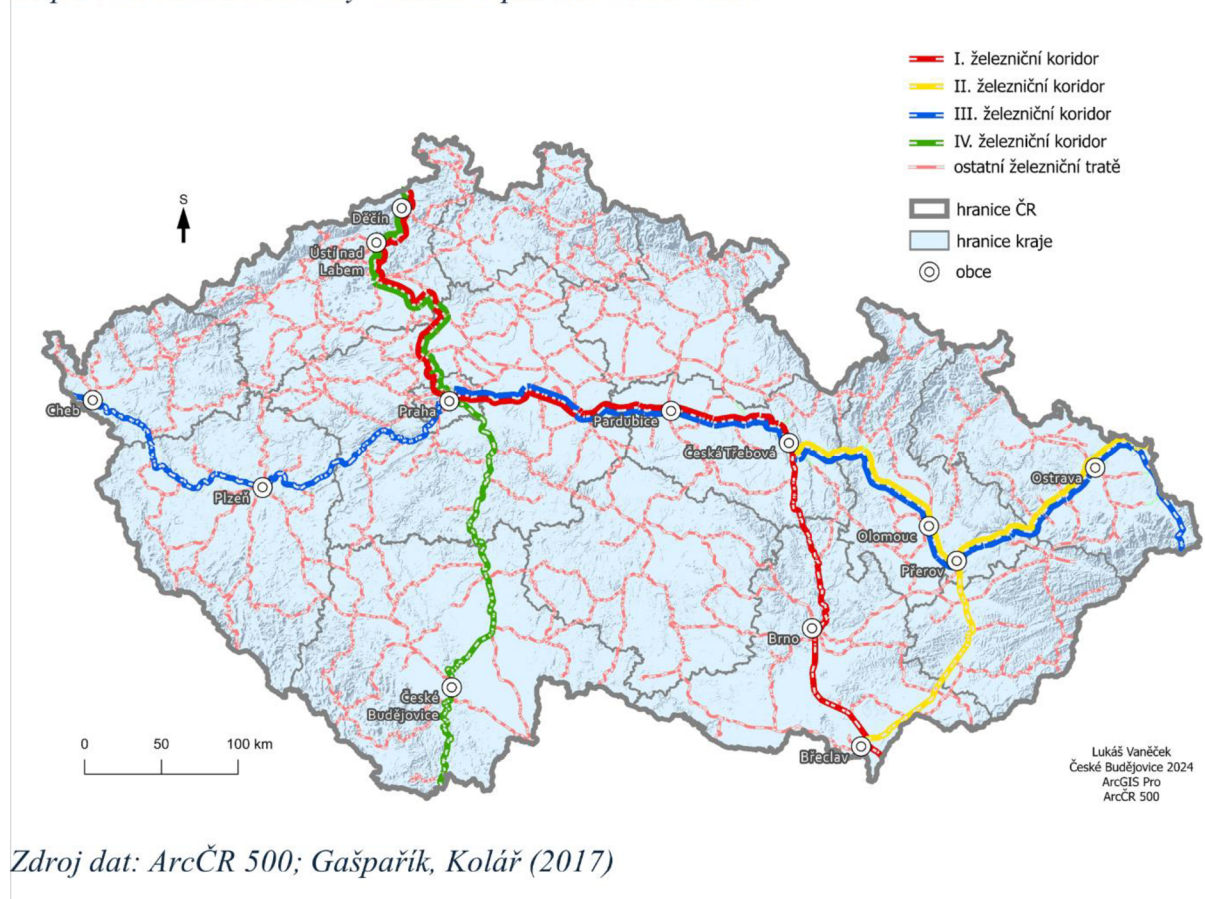 I. železniční koridor
II. železniční koridor
III. železniční koridor
IV. železniční koridor
ostatní železniční tratě
hranice ČR
hranice kraje
obce
S
Děčín
Ústí nad
Labem
Cheb
Praha
Pardubice
Česká Třebová
Ostrava
Plzeň
Olomouc
Přerov
Brno
České
Budějovice
Břeclav
0 50 100 km
Lukáš Vaněček
České Budějovice 2024
ArcGIS Pro
ArcČR 500
Zdroj dat: ArcČR 500; Gašpařík, Kolář (2017)